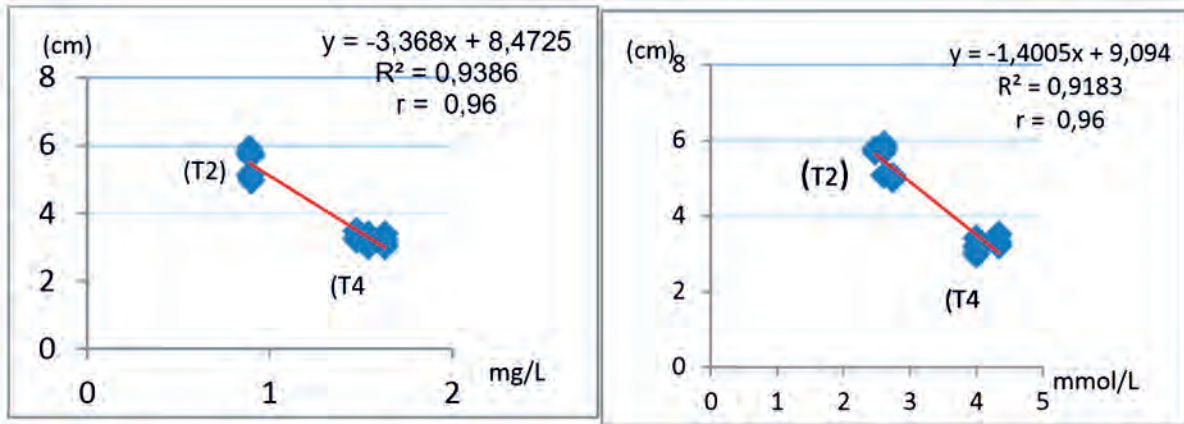 (cm)
y = -3,368x + 8,4725
R² = 0,9386
r = 0,96
8
6
(T2)
4
2
(T4
0
0 1 2
mg/L
(cm)
y = -1,4005x + 9,094
R² = 0,9183
r = 0,96
8
6
(T2)
4
2
(T4
0
0 1 2 3 4 5
mmol/L